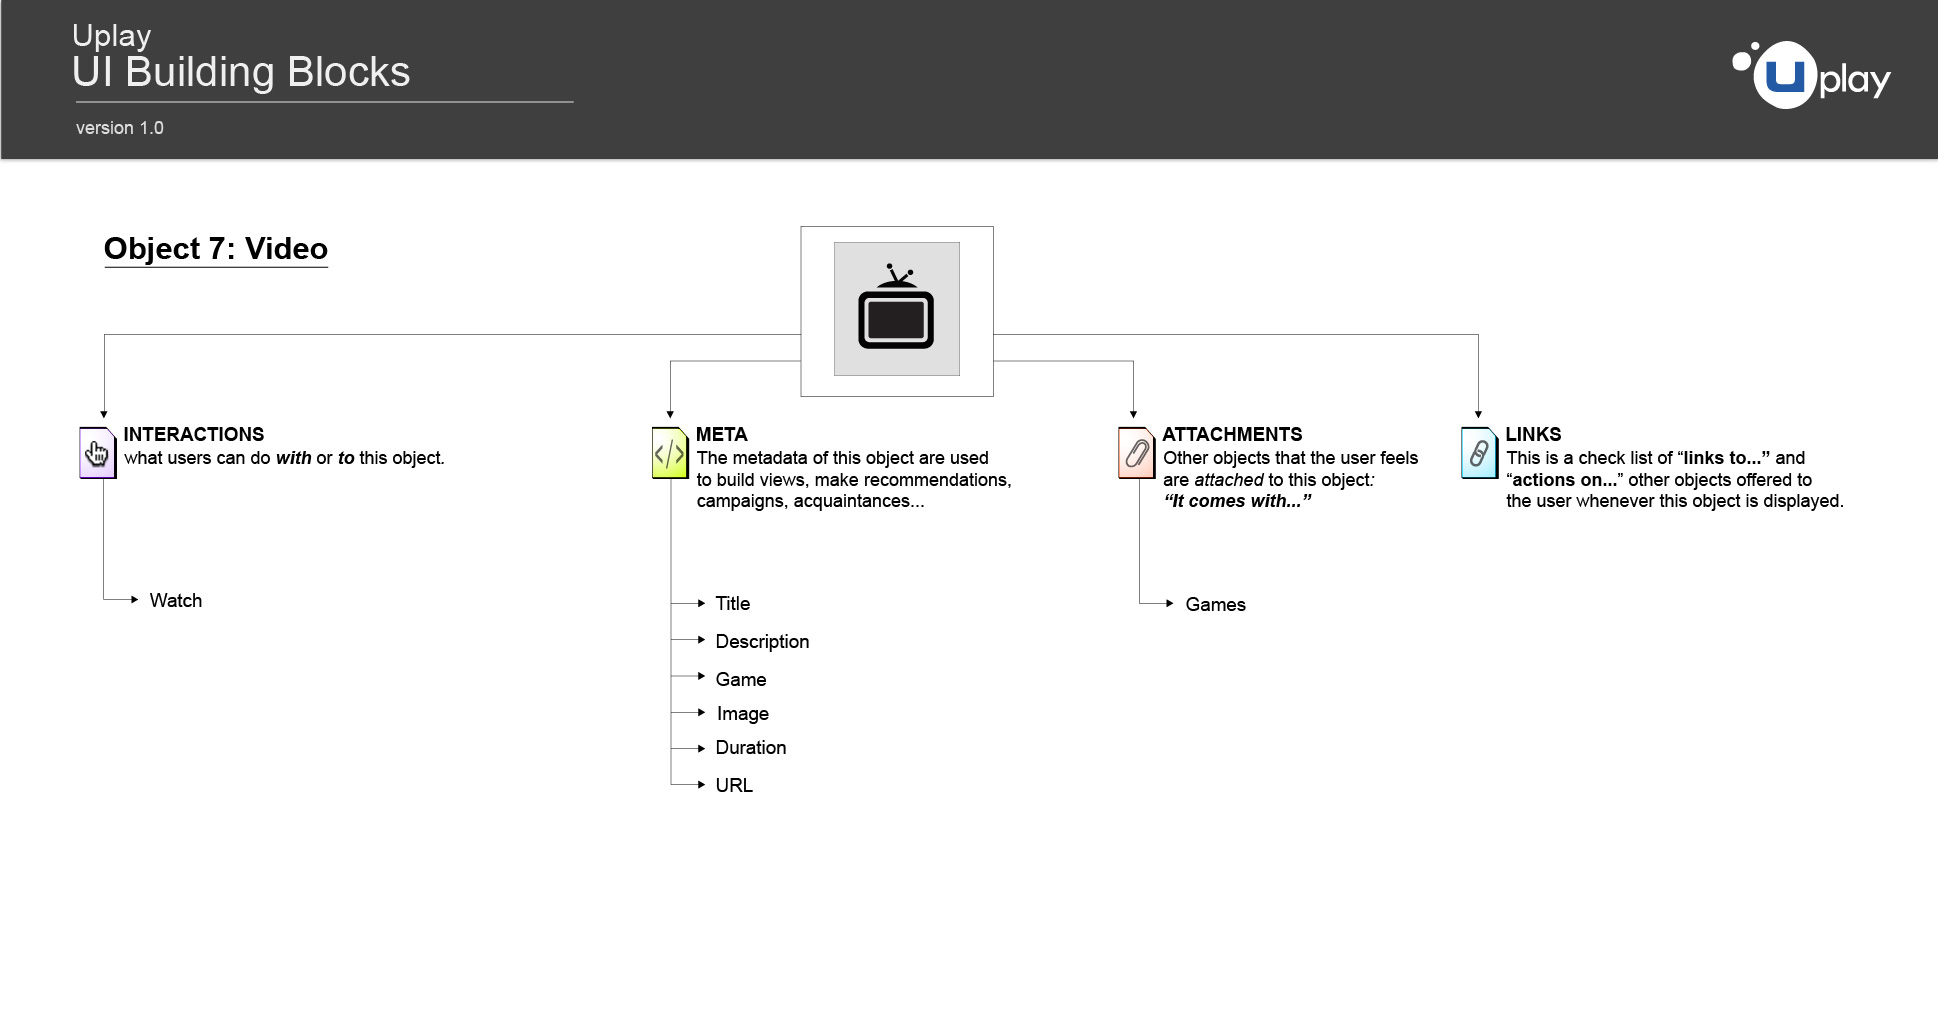 Uplay
UI Building Blocks
version 1.0
Uplay
Object 7: Video
INTERACTIONS
what users can do with or to this object.
Watch
META
The metadata of this object are used
to build views, make recommendations,
campaigns, acquaintances...
</>
Title
Description
Game
Image
Duration
URL
ATTACHMENTS
Other objects that the user feels
are attached to this object:
“It comes with...”
Games
LINKS
This is a check list of “links to...” and
“actions on...” other objects offered to
the user whenever this object is displayed.